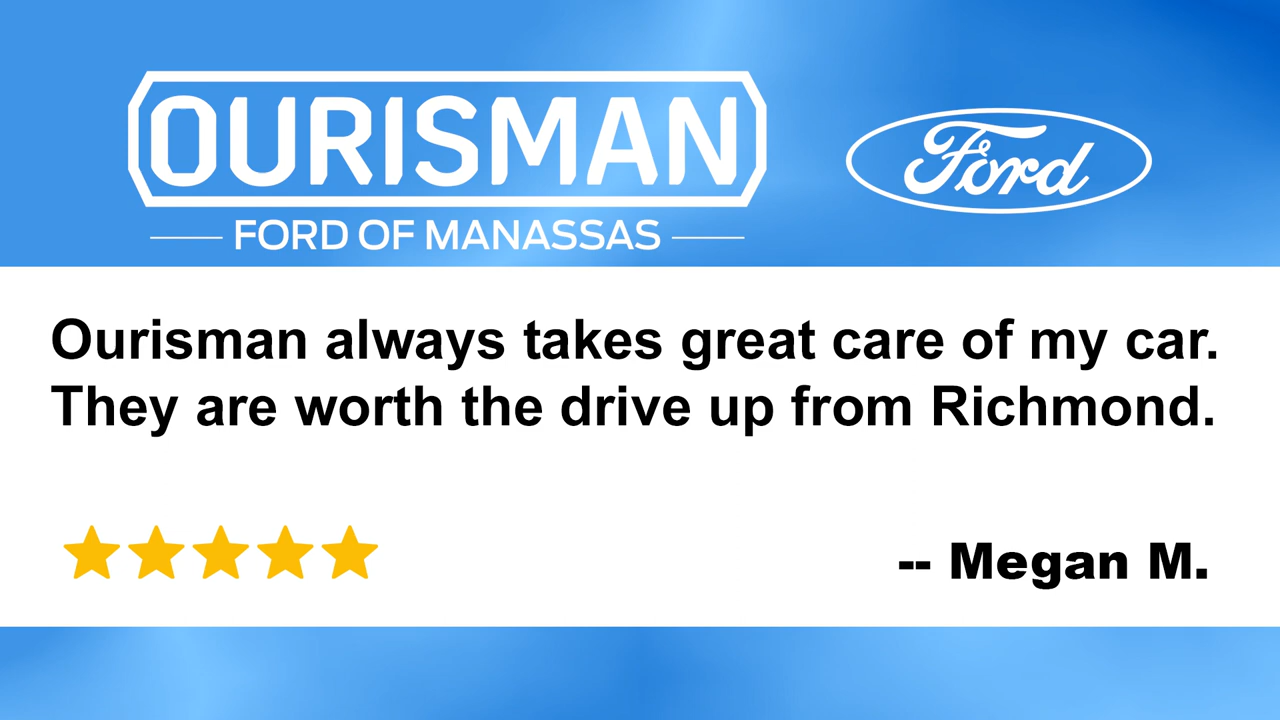 OURISMAN
FORD OF MANASSAS
Ford
Ourisman always takes great care of my car.
They are worth the drive up from Richmond.
-- Megan M.